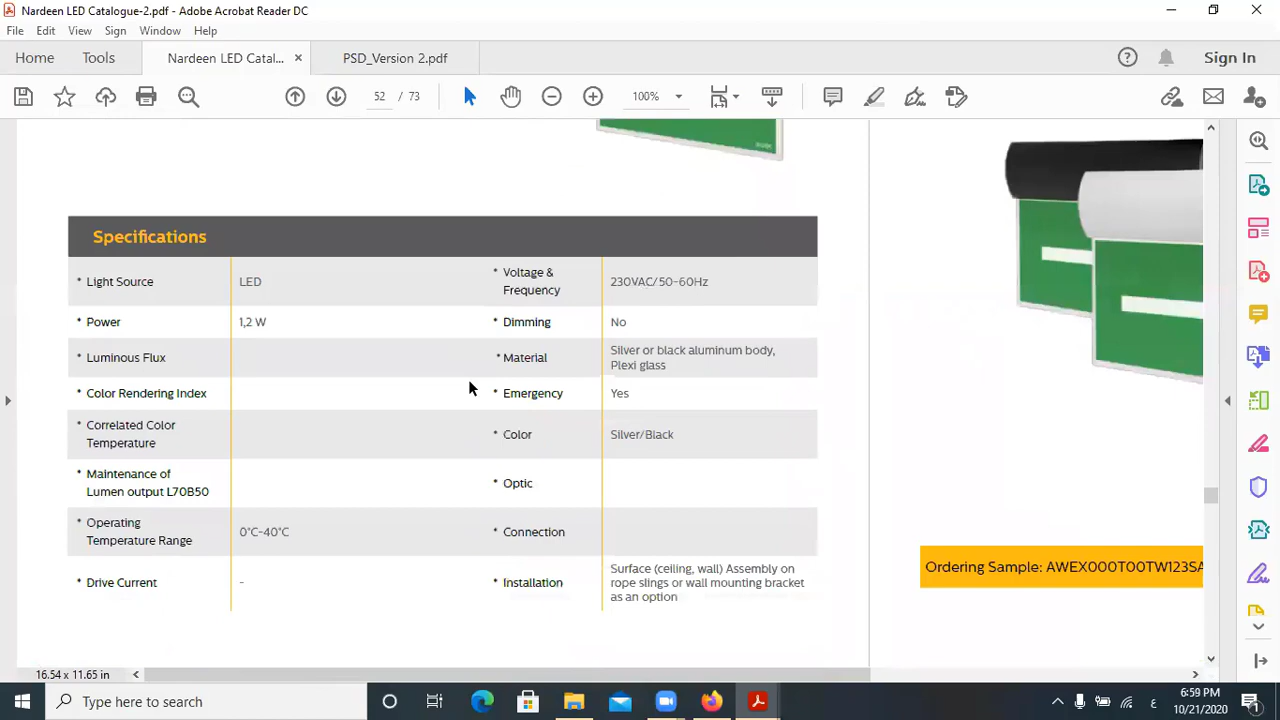 Nardeen LED Catalogue-2.pdf - Adobe Acrobat Reader DC
File Edit View Sign Window Help
Home Tools Nardeen LED Catal... × PSD_Version 2.pdf Sign In
52 / 73 100%
Specifications
* Light Source LED
* Voltage &
Frequency 230VAC/50-60Hz
* Power 1,2 W
* Dimming No
* Luminous Flux
* Material Silver or black aluminum body,
Plexi glass
* Color Rendering Index
* Emergency Yes
* Correlated Color
Temperature
* Color Silver/Black
* Maintenance of
Lumen output L70B50
* Optic
* Operating
Temperature Range 0°C-40°C
* Connection
* Drive Current -
* Installation Surface (ceiling, wall) Assembly on
rope slings or wall mounting bracket
as an option
Ordering Sample: AWEX000T00TW123SA
16.54 x 11.65 in
Type here to search
ع 6:59 PM
10/21/2020
1